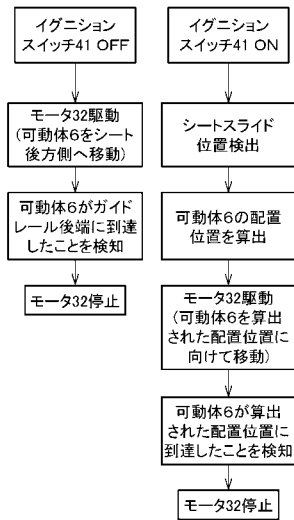 イグニション
スイッチ41 OFF
モータ32駆動
(可動体6をシート
後方側へ移動)
可動体6がガイド
レール後端に到達
したことを検知
モータ32停止
イグニション
スイッチ41 ON
シートスライド
位置検出
可動体6の配置
位置を算出
モータ32駆動
(可動体6を算出
された配置位置に
向けて移動)
可動体6が算出
された配置位置に
到達したことを検知
モータ32停止